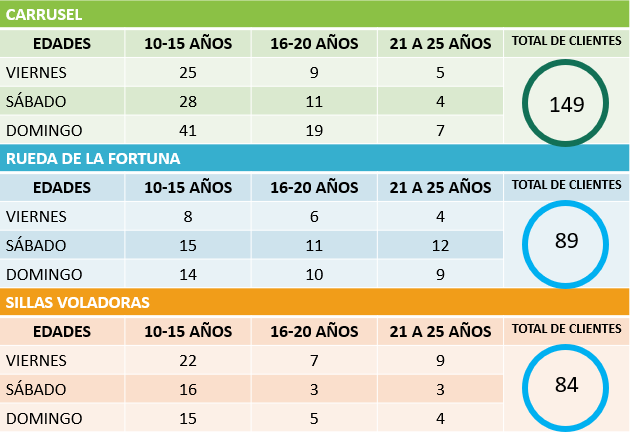 CARRUSEL
EDADES 10-15 AÑOS 16-20 AÑOS 21 A 25 AÑOS TOTAL DE CLIENTES
VIERNES 25 9 5
SÁBADO 28 11 4 149
DOMINGO 41 19 7
RUEDA DE LA FORTUNA
EDADES 10-15 AÑOS 16-20 AÑOS 21 A 25 AÑOS TOTAL DE CLIENTES
VIERNES 8 6 4
SÁBADO 15 11 12 89
DOMINGO 14 10 9
SILLAS VOLADORAS
EDADES 10-15 AÑOS 16-20 AÑOS 21 A 25 AÑOS TOTAL DE CLIENTES
VIERNES 22 7 9
SÁBADO 16 3 3 84
DOMINGO 15 5 4